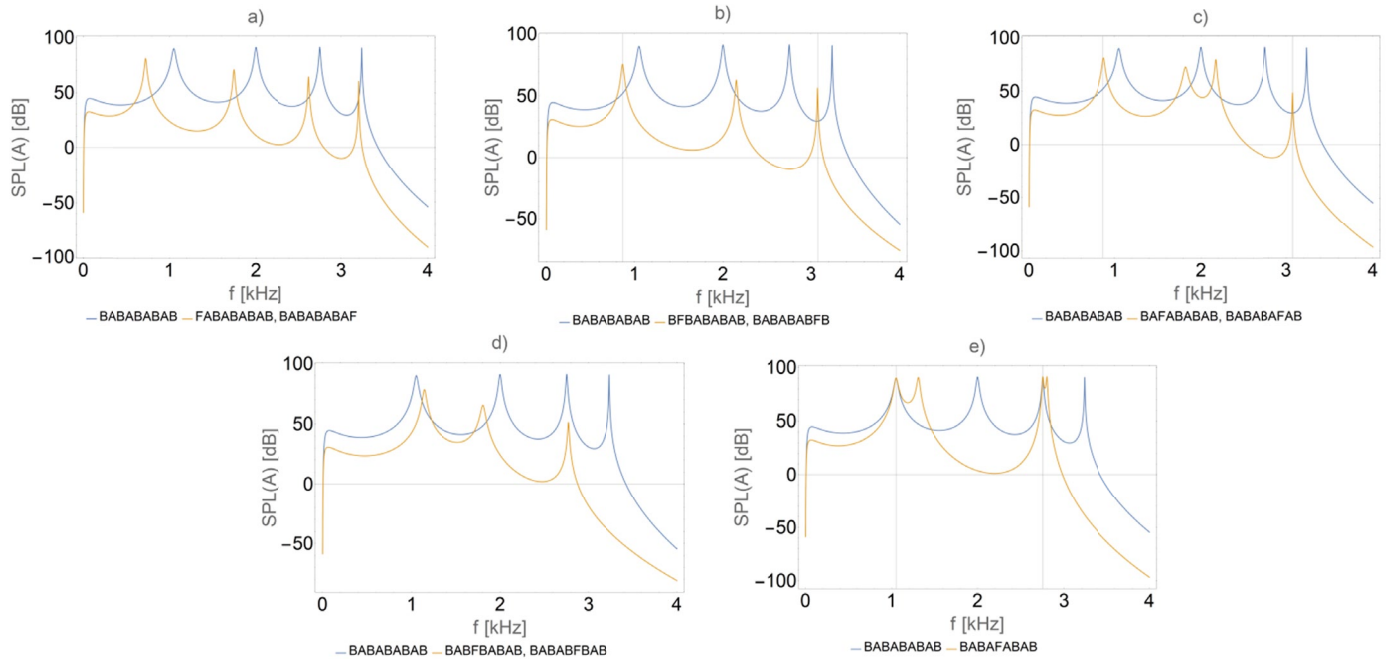 a)
100
50
0
−50
−100
SPL(A) [dB]
0 1 2 3 4
f [kHz]
BABABABAB FABABABAB, BABABABAF
b)
100
50
0
−50
SPL(A) [dB]
0 1 2 3 4
f [kHz]
BABABABAB BFBABABAB, BABABABFB
c)
100
50
0
−50
−100
SPL(A) [dB]
0 1 2 3 4
f [kHz]
BABABABAB BAFABABAB, BABABAFAB
d)
100
50
0
−50
SPL(A) [dB]
0 1 2 3 4
f [kHz]
BABABABAB BABFBABAB, BABABFBAB
e)
100
50
0
−50
−100
SPL(A) [dB]
0 1 2 3 4
f [kHz]
BABABABAB BABAFABAB